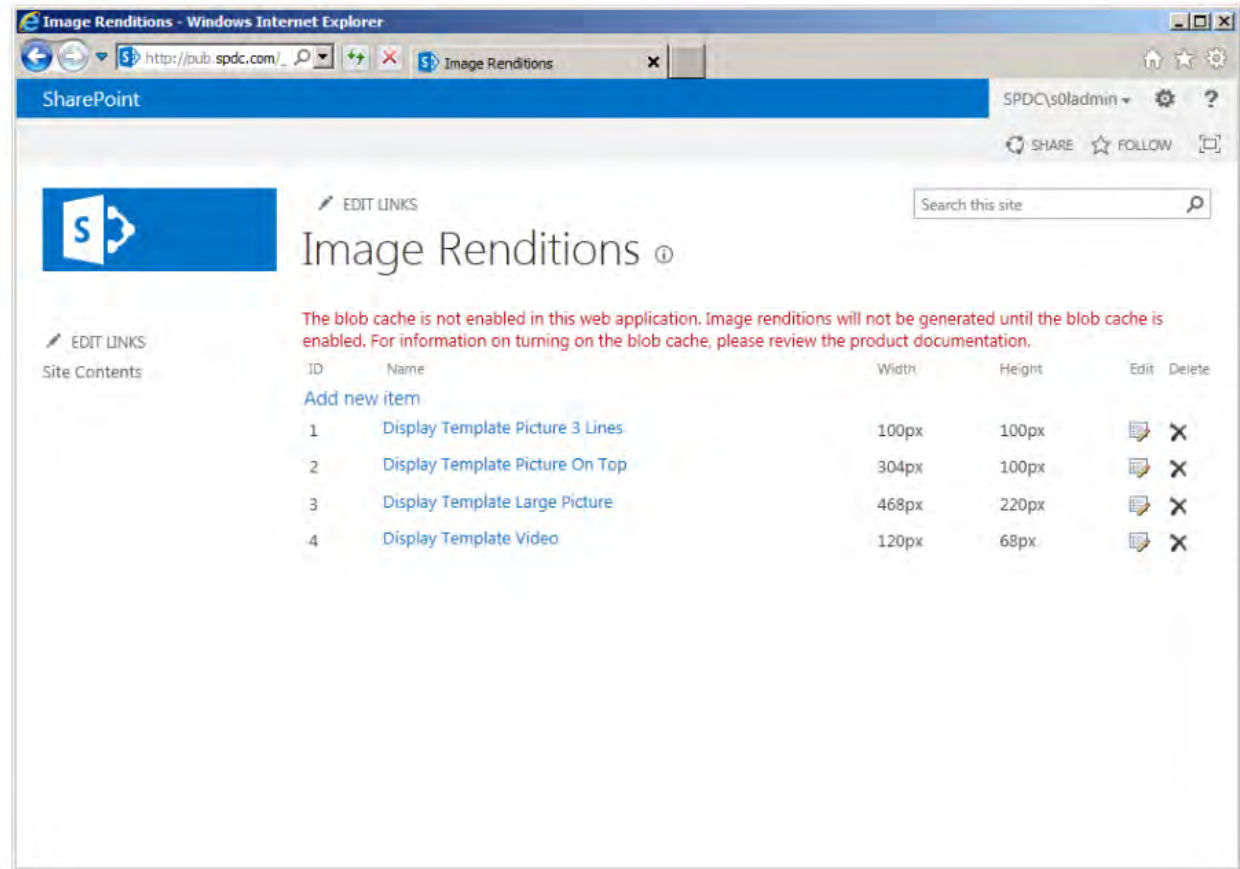 Image Renditions - Windows Internet Explorer
http://pub.spdc.com/_
Image Renditions
SharePoint
SPDC\s0ladmin
?
SHARE
FOLLOW
EDIT LINKS
Search this site
S
Image Renditions
The blob cache is not enabled in this web application. Image renditions will not be generated until the blob cache is
enabled. For information on turning on the blob cache, please review the product documentation.
EDIT LINKS
Site Contents
ID Name Width Height Edit Delete
Add new item
1 Display Template Picture 3 Lines 100px 100px
2 Display Template Picture On Top 304px 100px
3 Display Template Large Picture 468px 220px
4 Display Template Video 120px 68px